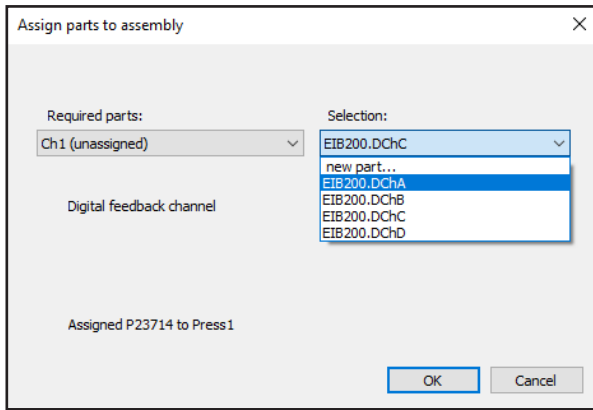 Assign parts to assembly
Required parts:
Selection:
Ch1 (unassigned)
EIB200.DChC
new part...
EIB200.DChA
EIB200.DChB
EIB200.DChC
EIB200.DChD
Digital feedback channel
Assigned P23714 to Press1
OK
Cancel